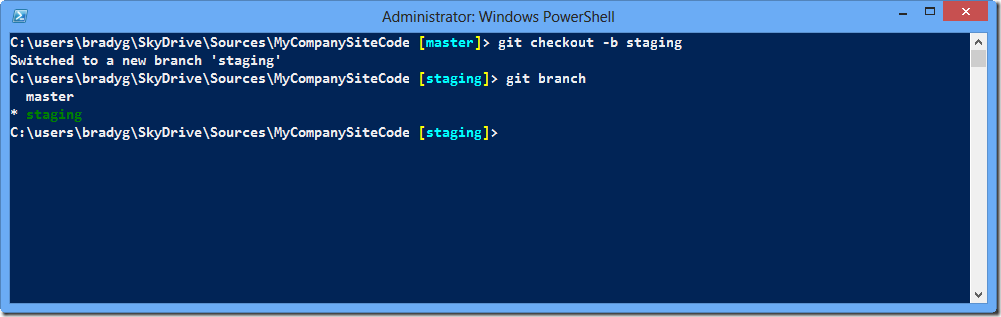 Administrator: Windows PowerShell
C:\users\bradyg\SkyDrive\Sources\MyCompanySiteCode [master]> git checkout -b staging
Switched to a new branch 'staging'
C:\users\bradyg\SkyDrive\Sources\MyCompanySiteCode [staging]> git branch
  master
* staging
C:\users\bradyg\SkyDrive\Sources\MyCompanySiteCode [staging]>